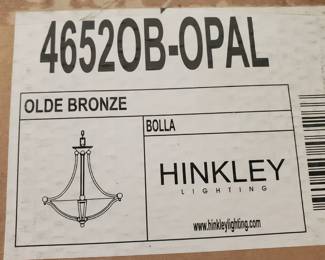 4652OB-OPAL
OLDE BRONZE
BOLLA
HINKLEY
LIGHTING
www.hinkleylighting.com